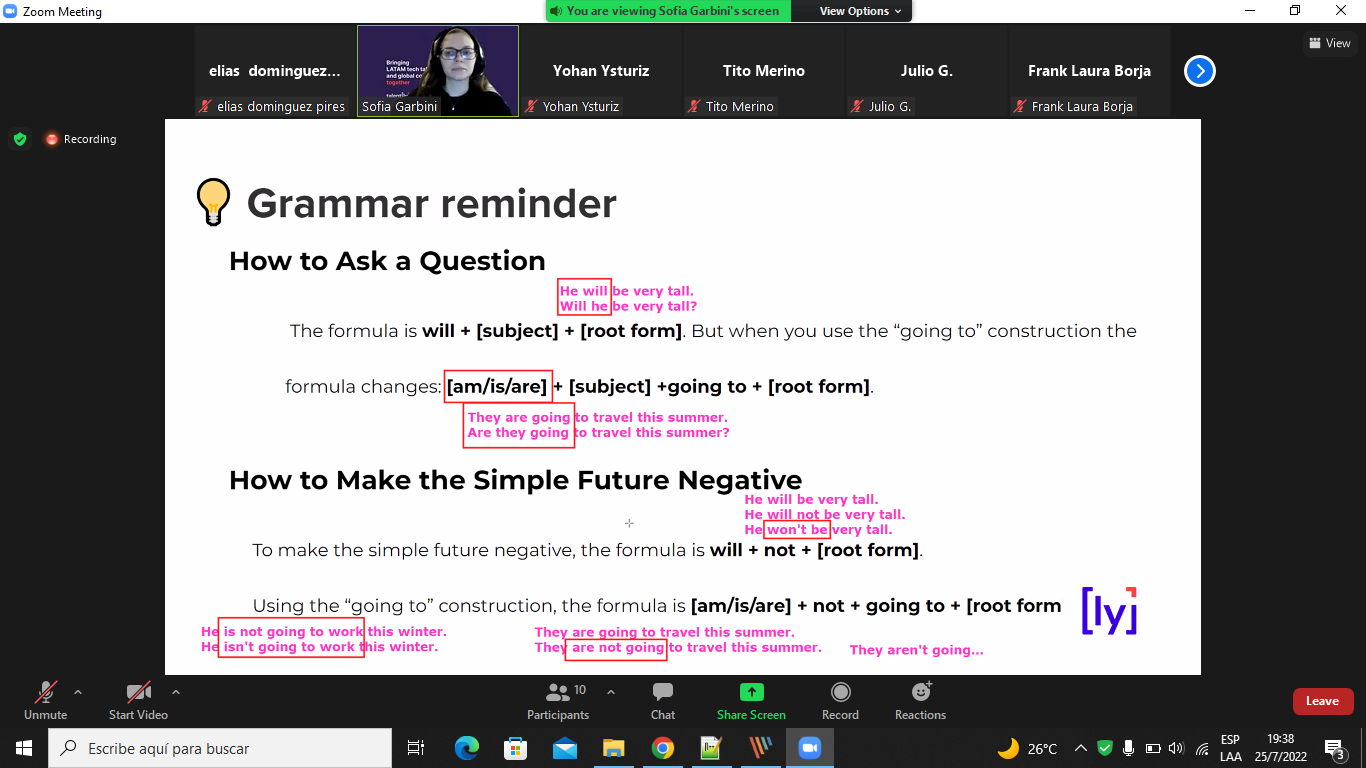 Zoom Meeting
You are viewing Sofia Garbini's screen
View Options
View
elias dominguez...
Yohan Ysturiz
Tito Merino
Julio G.
Frank Laura Borja
Bringing
LATAM tech tal
and global co
together
talent
elias dominguez pires
Sofia Garbini
Yohan Ysturiz
Tito Merino
Julio G.
Frank Laura Borja
Recording
Grammar reminder
How to Ask a Question
He will be very tall.
Will he be very tall?
The formula is will + [subject] + [root form]. But when you use the “going to” construction the
formula changes: [am/is/are] + [subject] +going to + [root form].
They are going to travel this summer.
Are they going to travel this summer?
How to Make the Simple Future Negative
He will be very tall.
He will not be very tall.
He won't be very tall.
To make the simple future negative, the formula is will + not + [root form].
Using the “going to” construction, the formula is [am/is/are] + not + going to + [root form
[ly]
He is not going to work this winter.
He isn't going to work this winter.
They are going to travel this summer.
They are not going to travel this summer.
They aren't going...
Unmute
Start Video
10
Participants
Chat
Share Screen
Record
Reactions
Leave
Escribe aquí para buscar
26°C
ESP
LAA
19:38
25/7/2022
3